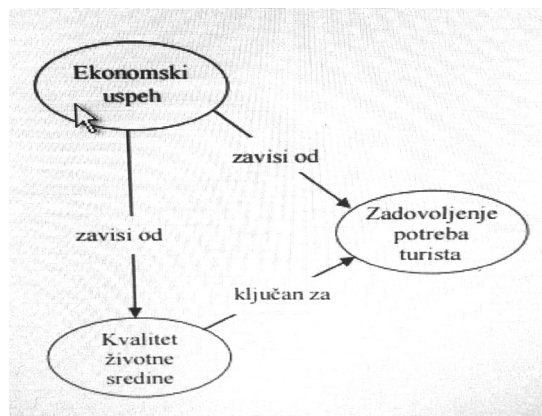 Ekonomski
uspeh
zavisi od
Zadovoljenje
potreba
turista
zavisi od
ključan za
Kvalitet
životne
sredine